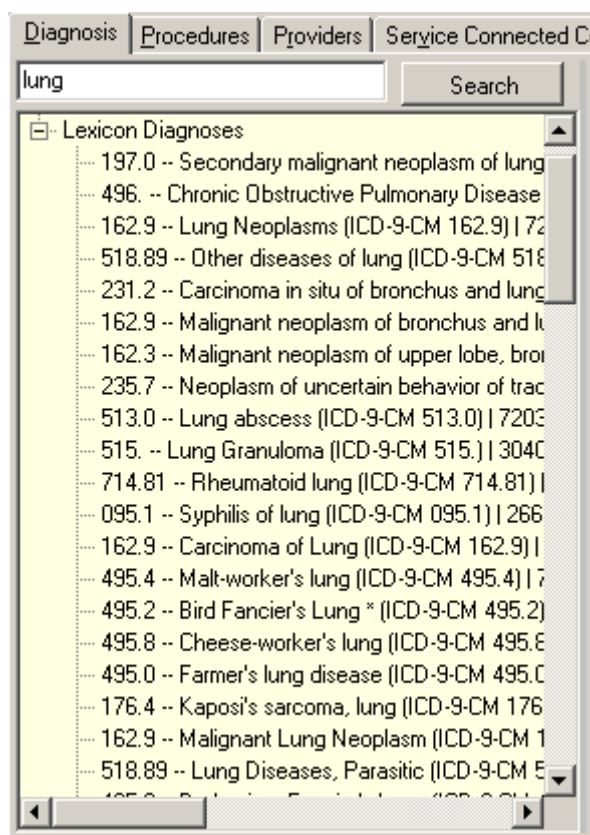 Diagnosis Procedures Providers Service Connected C
lung Search
Lexicon Diagnoses
197.0 -- Secondary malignant neoplasm of lung
496. -- Chronic Obstructive Pulmonary Disease
162.9 -- Lung Neoplasms (ICD-9-CM 162.9) | 72
518.89 -- Other diseases of lung (ICD-9-CM 518
231.2 -- Carcinoma in situ of bronchus and lung
162.9 -- Malignant neoplasm of bronchus and lu
162.3 -- Malignant neoplasm of upper lobe, bron
235.7 -- Neoplasm of uncertain behavior of trac
513.0 -- Lung abscess (ICD-9-CM 513.0) | 7203
515. -- Lung Granuloma (ICD-9-CM 515.) | 3040
714.81 -- Rheumatoid lung (ICD-9-CM 714.81) |
095.1 -- Syphilis of lung (ICD-9-CM 095.1) | 266
162.9 -- Carcinoma of Lung (ICD-9-CM 162.9) |
495.4 -- Malt-worker's lung (ICD-9-CM 495.4) | 7
495.2 -- Bird Fancier's Lung * (ICD-9-CM 495.2)
495.8 -- Cheese-worker's lung (ICD-9-CM 495.8
495.0 -- Farmer's lung disease (ICD-9-CM 495.0
176.4 -- Kaposi's sarcoma, lung (ICD-9-CM 176
162.9 -- Malignant Lung Neoplasm (ICD-9-CM 1
518.89 -- Lung Diseases, Parasitic (ICD-9-CM 5